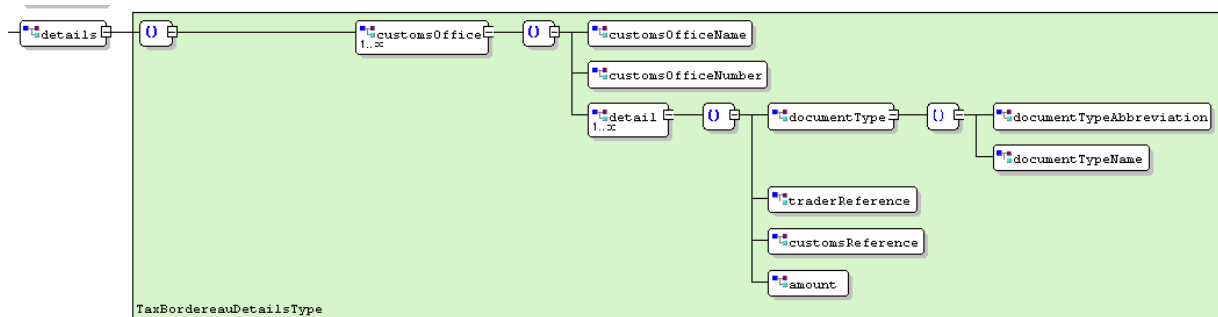 details
()
customsOffice
1..x
()
customsOfficeName
customsOfficeNumber
detail
1..x
()
documentType
()
documentTypeAbbreviation
documentTypeName
traderReference
customsReference
amount
TaxBordereauDetailsType